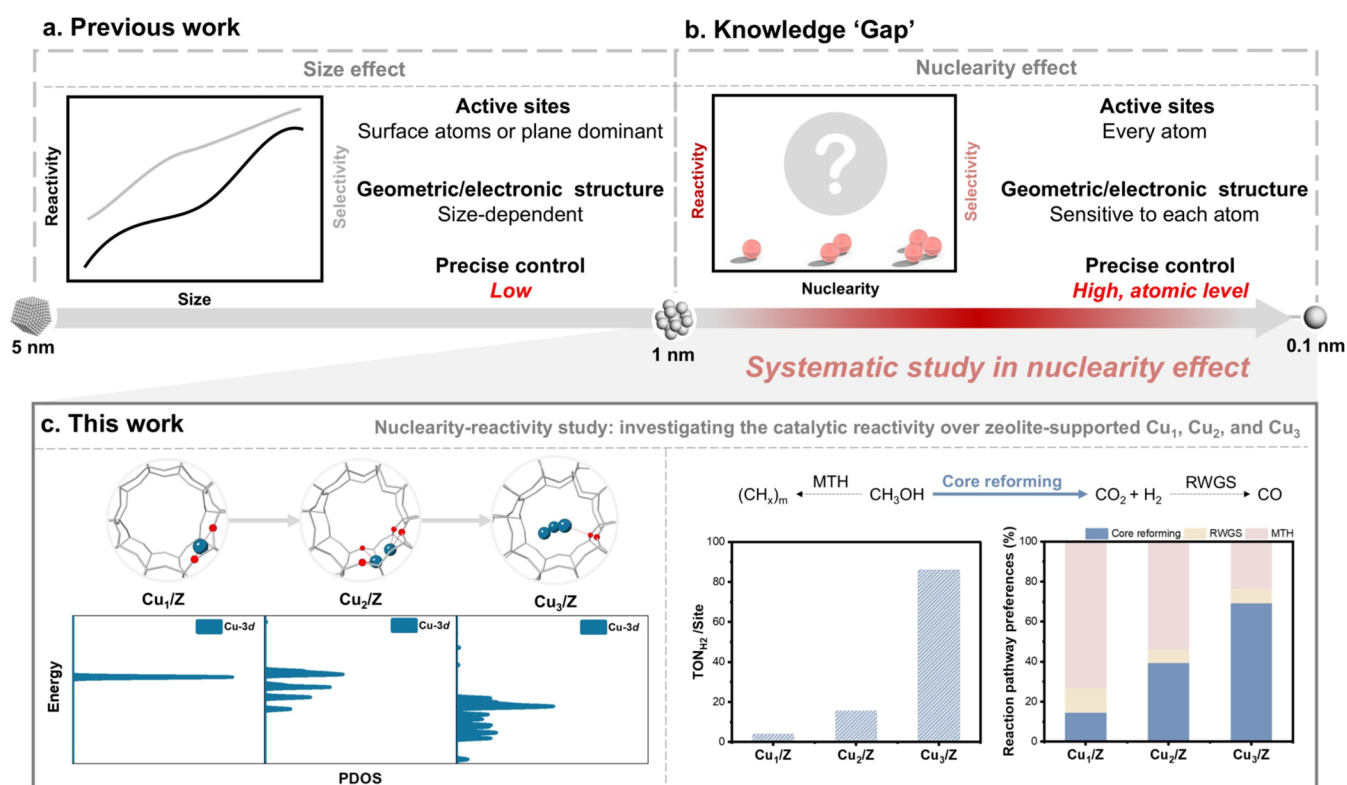 a. Previous work
Size effect
Reactivity
Selectivity
Size
Active sites
Surface atoms or plane dominant
Geometric/electronic structure
Size-dependent
Precise control
Low
b. Knowledge ‘Gap’
Nuclearity effect
Reactivity
?
Selectivity
Nuclearity
Active sites
Every atom
Geometric/electronic structure
Sensitive to each atom
Precise control
High, atomic level
5 nm
1 nm
0.1 nm
Systematic study in nuclearity effect
c. This work
Nuclearity-reactivity study: investigating the catalytic reactivity over zeolite-supported Cu₁, Cu₂, and Cu₃
Cu₁/Z
Cu₂/Z
Cu₃/Z
Energy
Cu-3d
Cu-3d
Cu-3d
PDOS
(CHₓ)ₘ
MTH
CH₃OH
Core reforming
CO₂ + H₂
RWGS
CO
TON_H2 /Site
100
80
60
40
20
0
Cu₁/Z
Cu₂/Z
Cu₃/Z
Reaction pathway preferences (%)
Core reforming
RWGS
MTH
100
80
60
40
20
0
Cu₁/Z
Cu₂/Z
Cu₃/Z